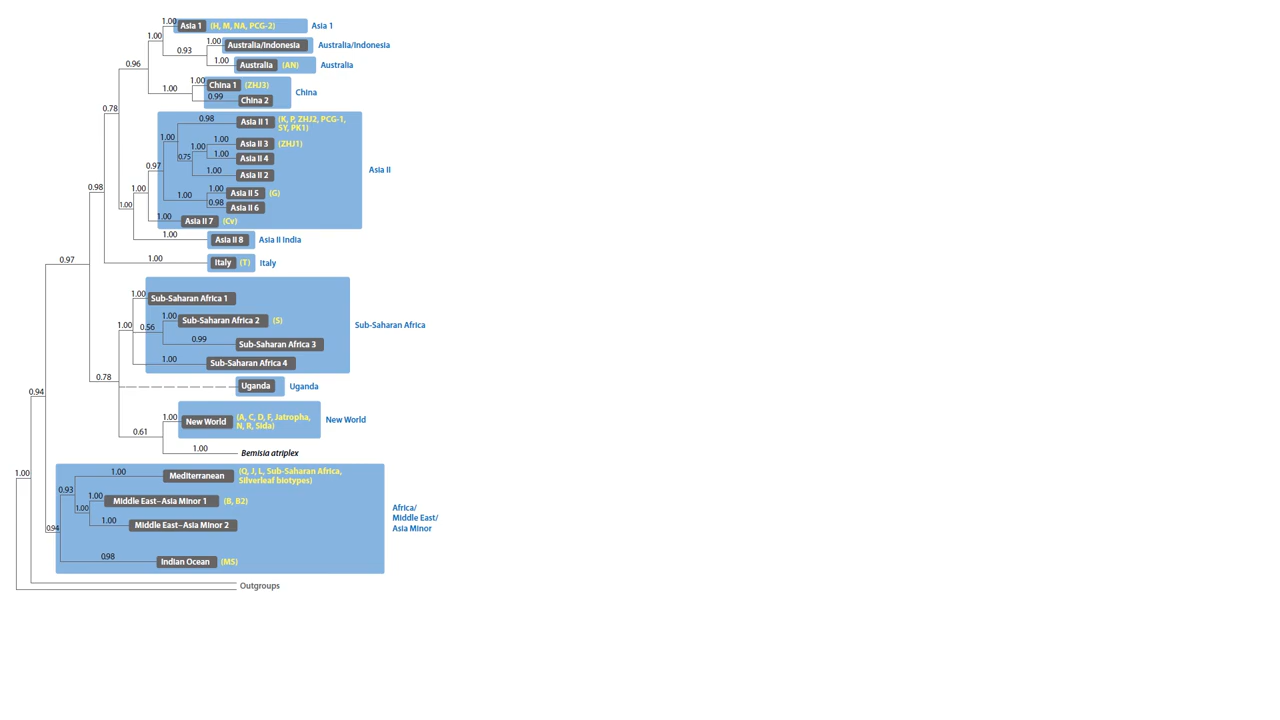 1.00 Asia 1 (H, M, NA, PCG-2) Asia 1
1.00
1.00 Australia/Indonesia Australia/Indonesia
0.93
1.00 Australia (AN) Australia
0.96
1.00 China 1 (ZHJ3)
1.00
China
0.99 China 2
0.78
0.98 Asia II 1 (K, P, ZHJ2, PCG-1,
SY, PK1)
1.00
1.00 Asia II 3 (ZHJ1)
1.00
1.00 Asia II 4
0.75
0.97
1.00 Asia II 2
Asia II
0.98
1.00
1.00 Asia II 5 (G)
1.00
0.98 Asia II 6
1.00
1.00 Asia II 7 (Cv)
1.00 Asia II 8 Asia II India
0.97
1.00 Italy (T) Italy
1.00 Sub-Saharan Africa 1
1.00
0.56
1.00 Sub-Saharan Africa 2 (S)
Sub-Saharan Africa
0.99 Sub-Saharan Africa 3
1.00 Sub-Saharan Africa 4
0.78
Uganda Uganda
0.94
1.00 New World (A, C, D, F, Jatropha,
N, R, Sida)
New World
0.61
1.00 Bemisia atriplex
1.00
1.00 Mediterranean (Q, J, L, Sub-Saharan Africa,
Silverleaf biotypes)
0.93
1.00 Middle East–Asia Minor 1 (B, B2)
1.00
Africa/
Middle East/
Asia Minor
1.00 Middle East–Asia Minor 2
0.94
0.98 Indian Ocean (MS)
Outgroups